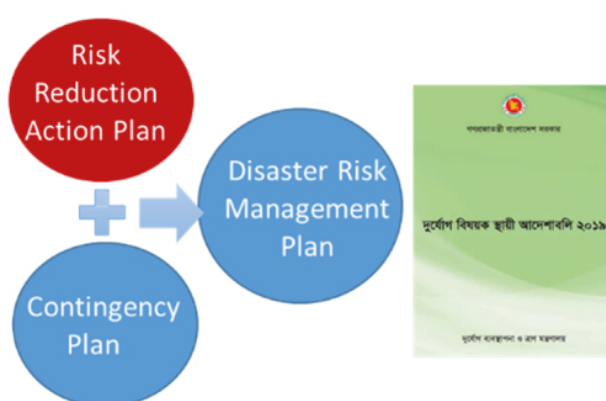 Risk
Reduction
Action Plan
Disaster Risk
Management
Plan
Contingency
Plan
গণপ্রজাতন্ত্রী বাংলাদেশ সরকার
দুর্যোগ বিষয়ক স্থায়ী আদেশাবলি ২০১৯
দুর্যোগ ব্যবস্থাপনা ও ত্রাণ মন্ত্রণালয়